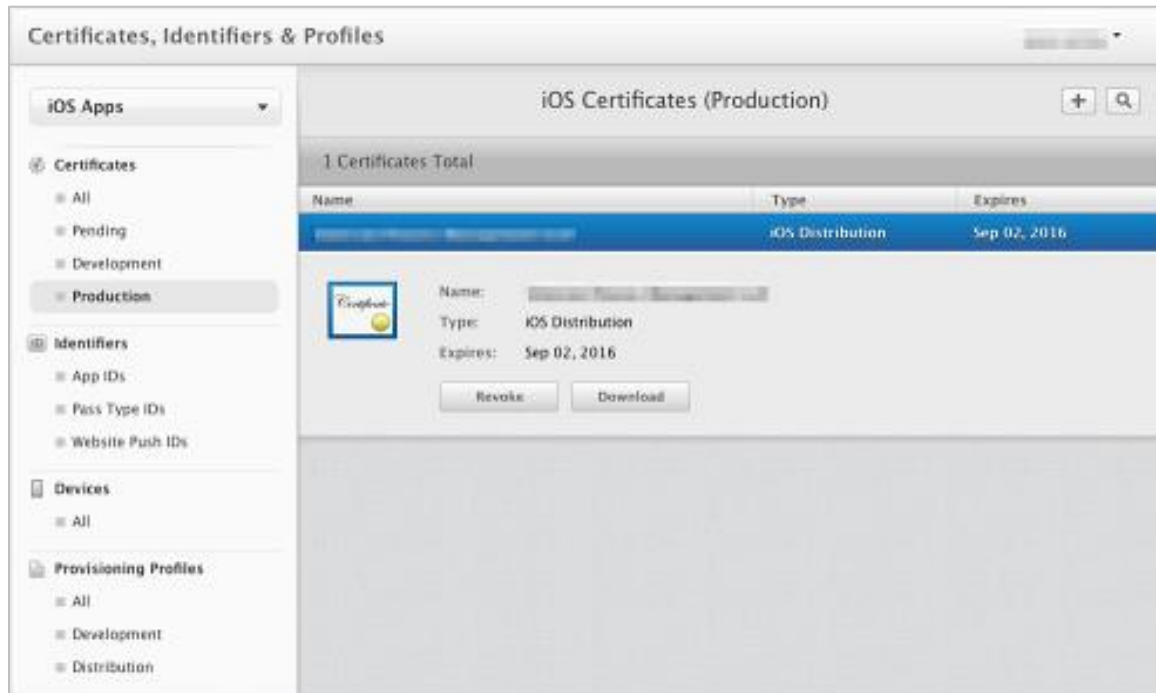 Certificates, Identifiers & Profiles
iOS Apps
Certificates
All
Pending
Development
Production
Identifiers
App IDs
Pass Type IDs
Website Push IDs
Devices
All
Provisioning Profiles
All
Development
Distribution
iOS Certificates (Production)
1 Certificates Total
Name Type Expires
iOS Distribution Sep 02, 2016
Certificate
Name:
Type: iOS Distribution
Expires: Sep 02, 2016
Revoke Download